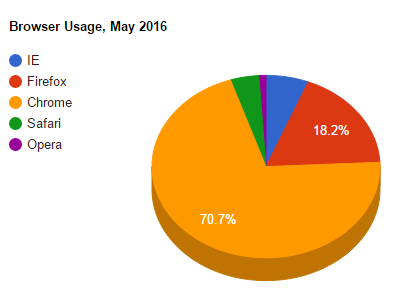 Browser Usage, May 2016
IE
Firefox
Chrome
Safari
Opera
18.2%
70.7%